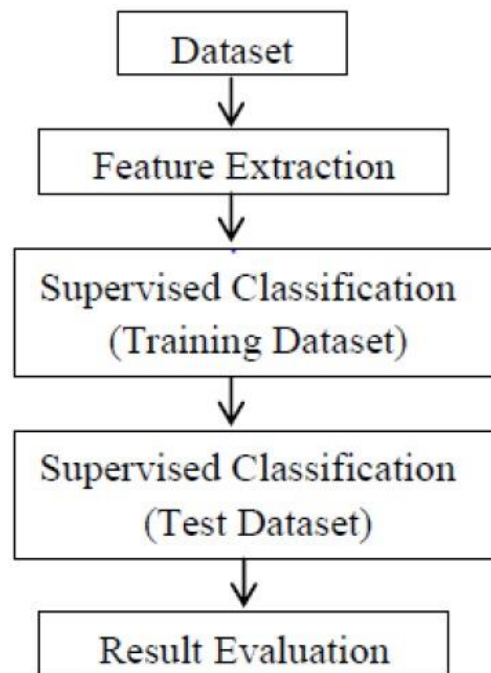 Dataset
Feature Extraction
Supervised Classification
(Training Dataset)
Supervised Classification
(Test Dataset)
Result Evaluation